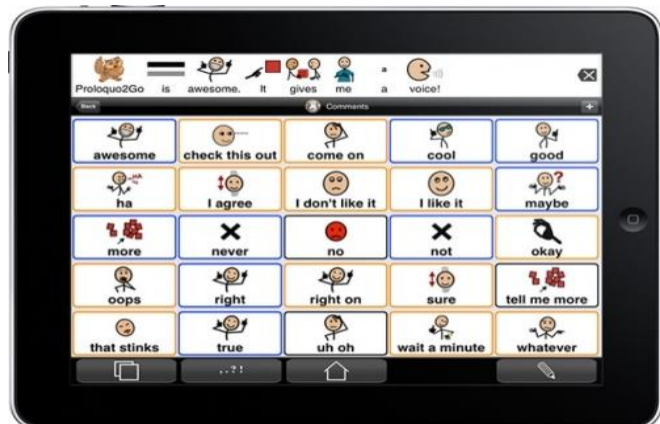 Proloquo2Go is awesome. It gives me a voice!
Back Comments +
awesome check this out come on cool good
HA HA
ha I agree I don't like it I like it maybe
?
more never no not okay
oops right right on sure tell me more
that stinks true uh oh wait a minute whatever
..?!